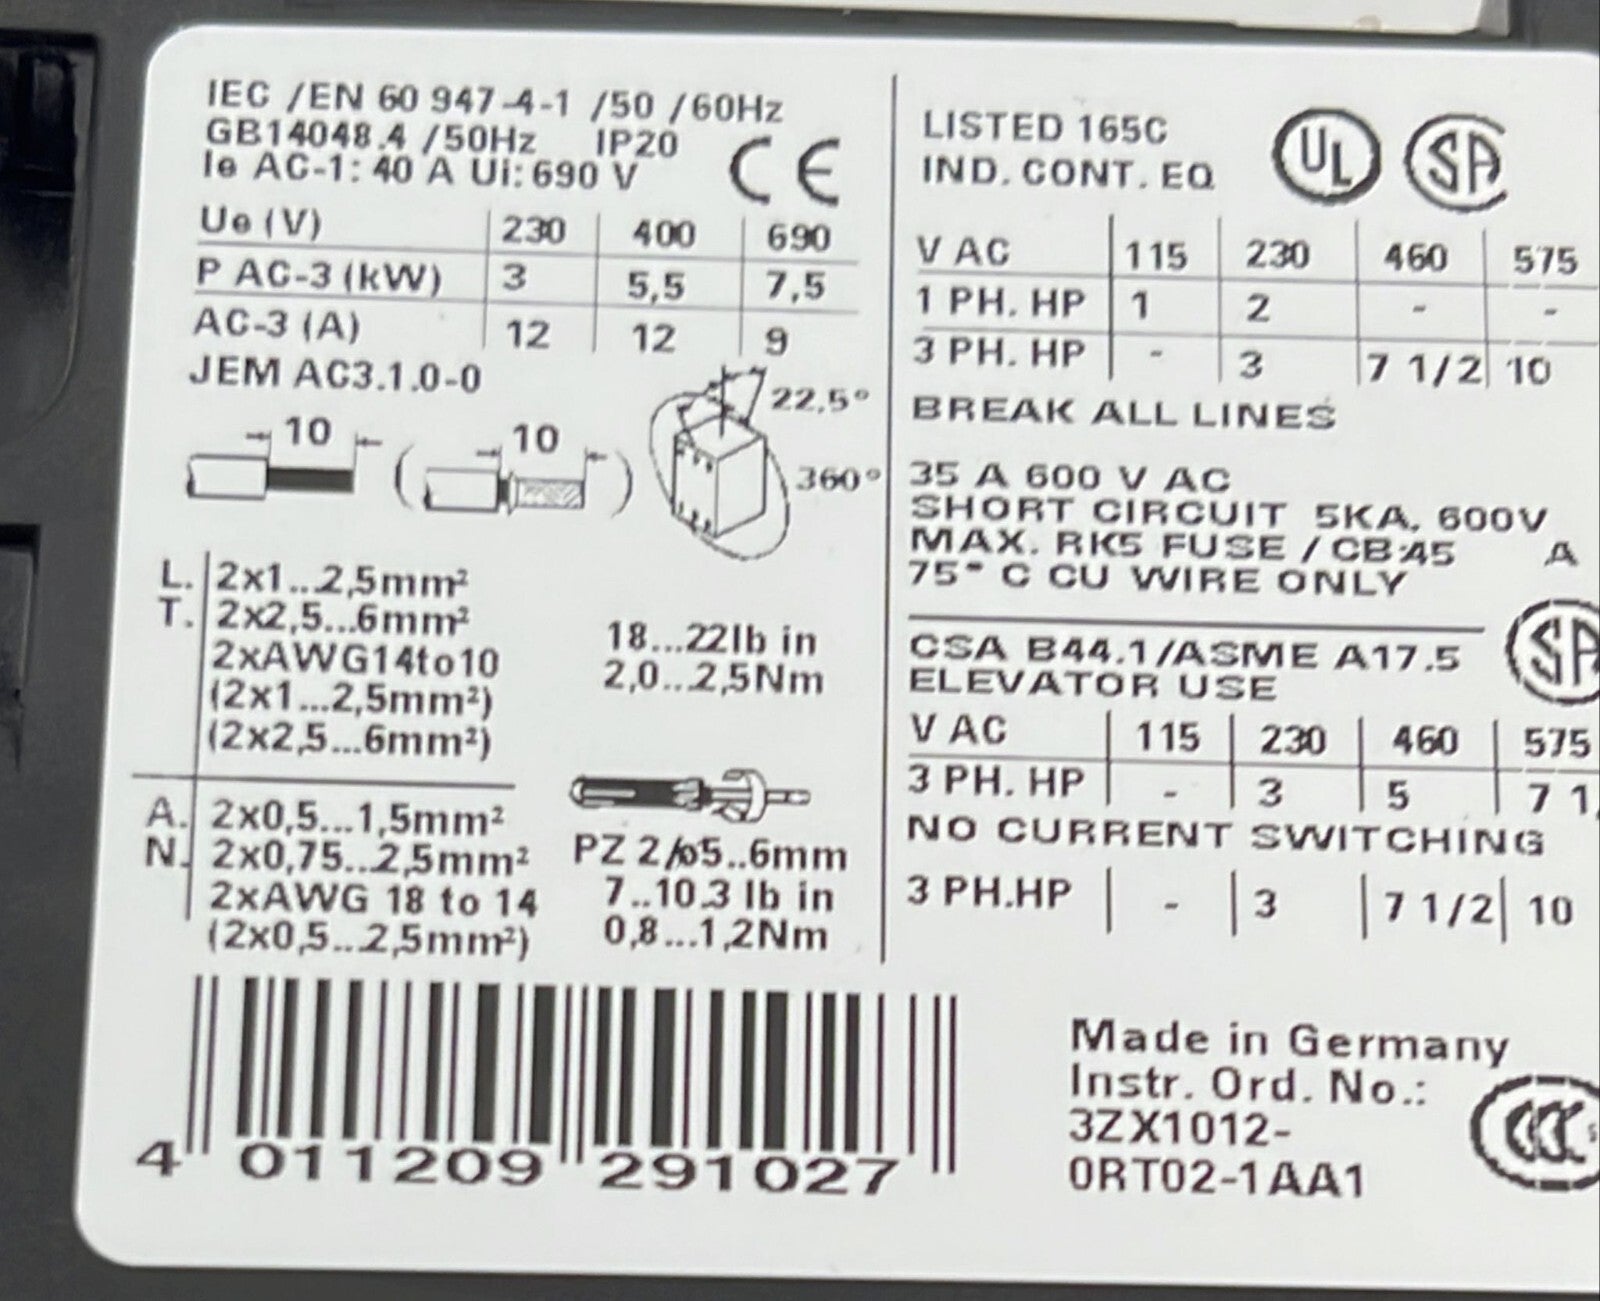 IEC /EN 60 947-4-1 /50 /60Hz
GB14048.4 /50Hz IP20
Ie AC-1: 40 A Ui: 690 V
CE
Ue (V) 230 400 690
P AC-3 (kW) 3 5,5 7,5
AC-3 (A) 12 12 9
JEM AC3.1.0-0
22,5°
10 10
360°
L. 2x1...2,5mm²
T. 2x2,5...6mm²
2xAWG14to10
(2x1...2,5mm²)
(2x2,5...6mm²)
18...22lb in
2,0...2,5Nm
A. 2x0,5...1,5mm²
N. 2x0,75...2,5mm²
2xAWG 18 to 14
(2x0,5...2,5mm²)
PZ 2/ø5..6mm
7..10.3 lb in
0,8...1,2Nm
4 011209 291027
LISTED 165C
IND. CONT. EQ
UL SA
V AC 115 230 460 575
1 PH. HP 1 2 - -
3 PH. HP - 3 7 1/2 10
BREAK ALL LINES
35 A 600 V AC
SHORT CIRCUIT 5KA, 600V
MAX. RK5 FUSE / CB:45 A
75° C CU WIRE ONLY
CSA B44.1/ASME A17.5
ELEVATOR USE
SA
V AC 115 230 460 575
3 PH. HP - 3 5 7 1
NO CURRENT SWITCHING
3 PH.HP - 3 7 1/2 10
Made in Germany
Instr. Ord. No.:
3ZX1012-
0RT02-1AA1
CCC